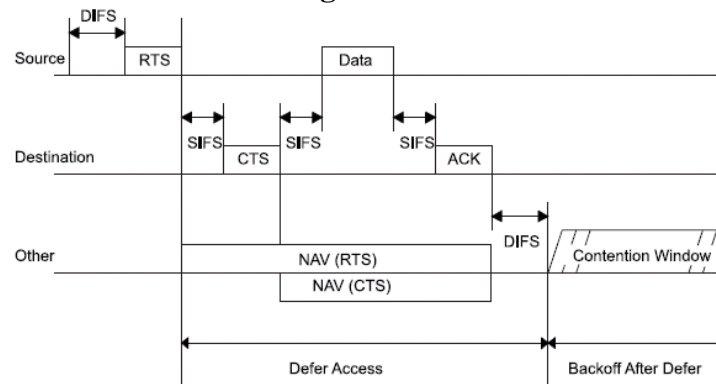 DIFS
Source
RTS
Data
SIFS
SIFS
SIFS
Destination
CTS
ACK
DIFS
NAV (RTS)
Contention Window
Other
NAV (CTS)
Defer Access
Backoff After Defer